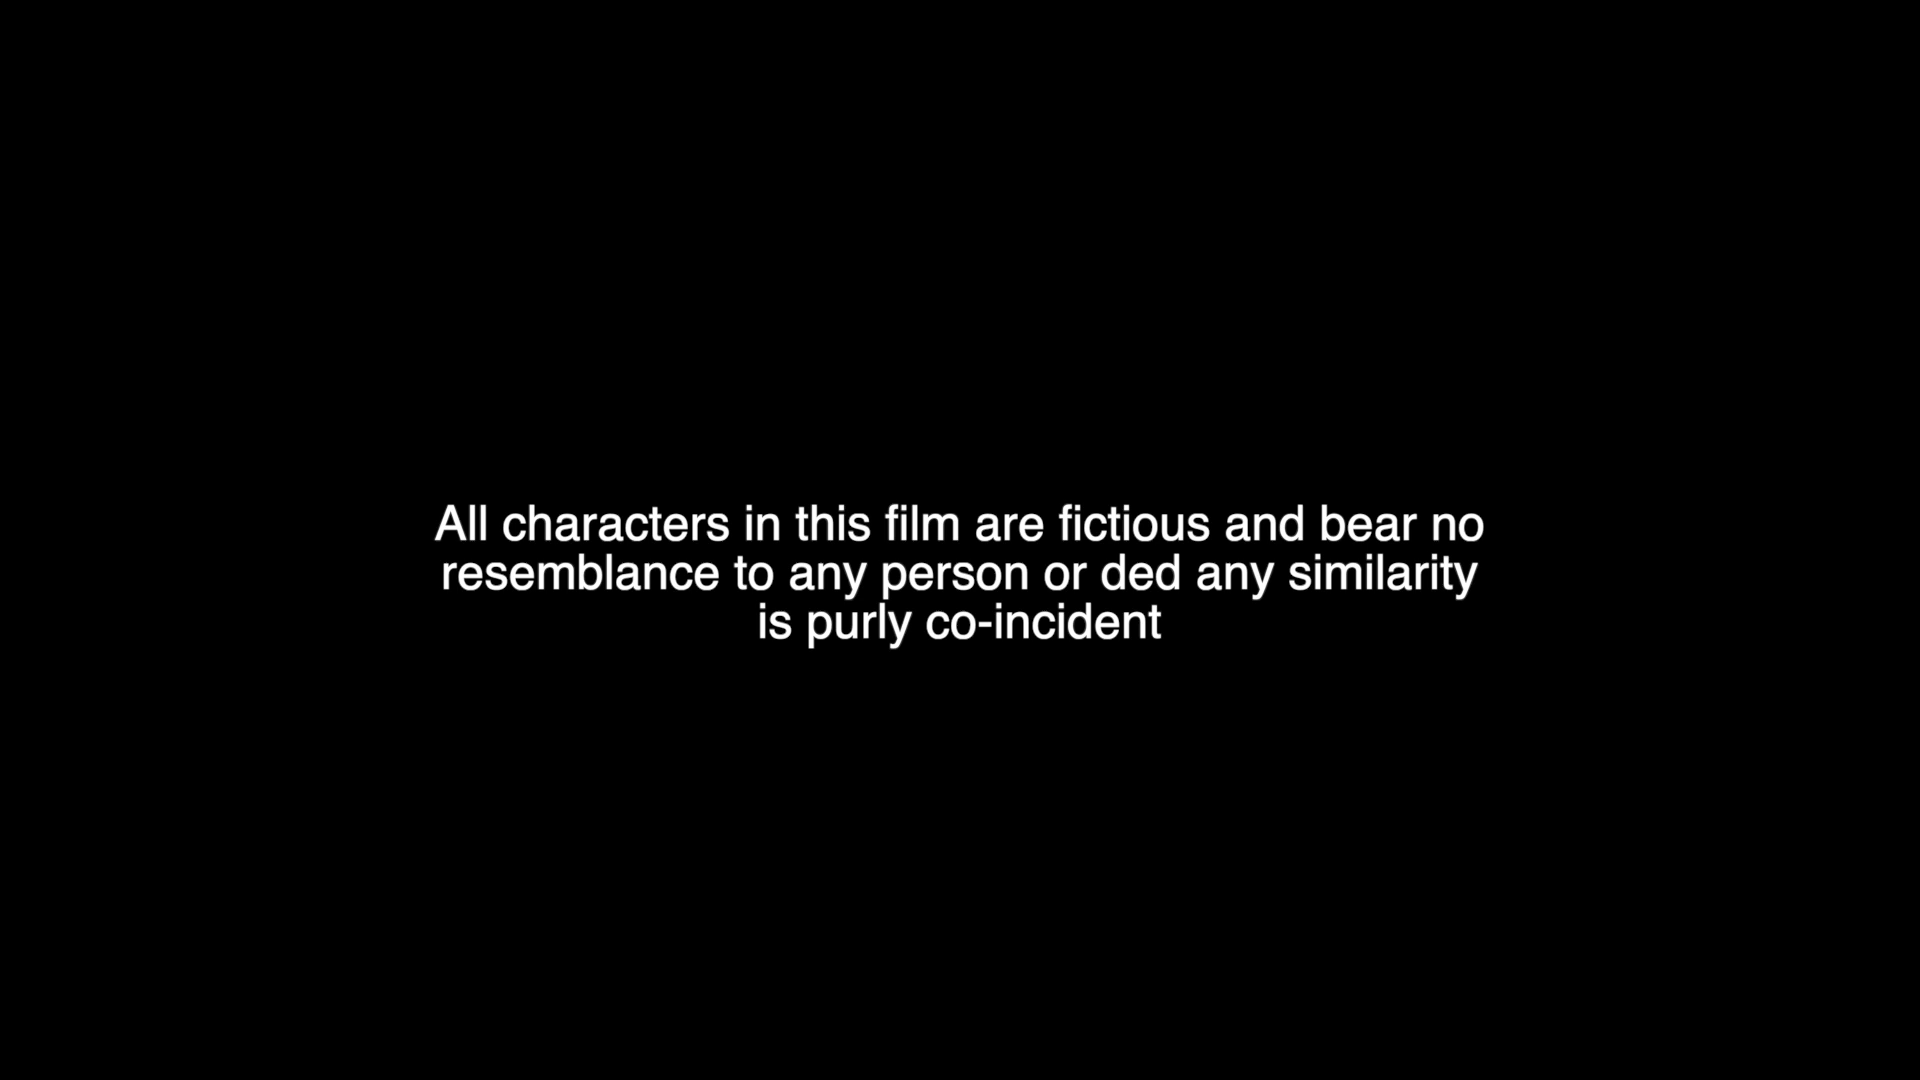 All characters in this film are fictious and bear no
resemblance to any person or ded any similarity
is purly co-incident